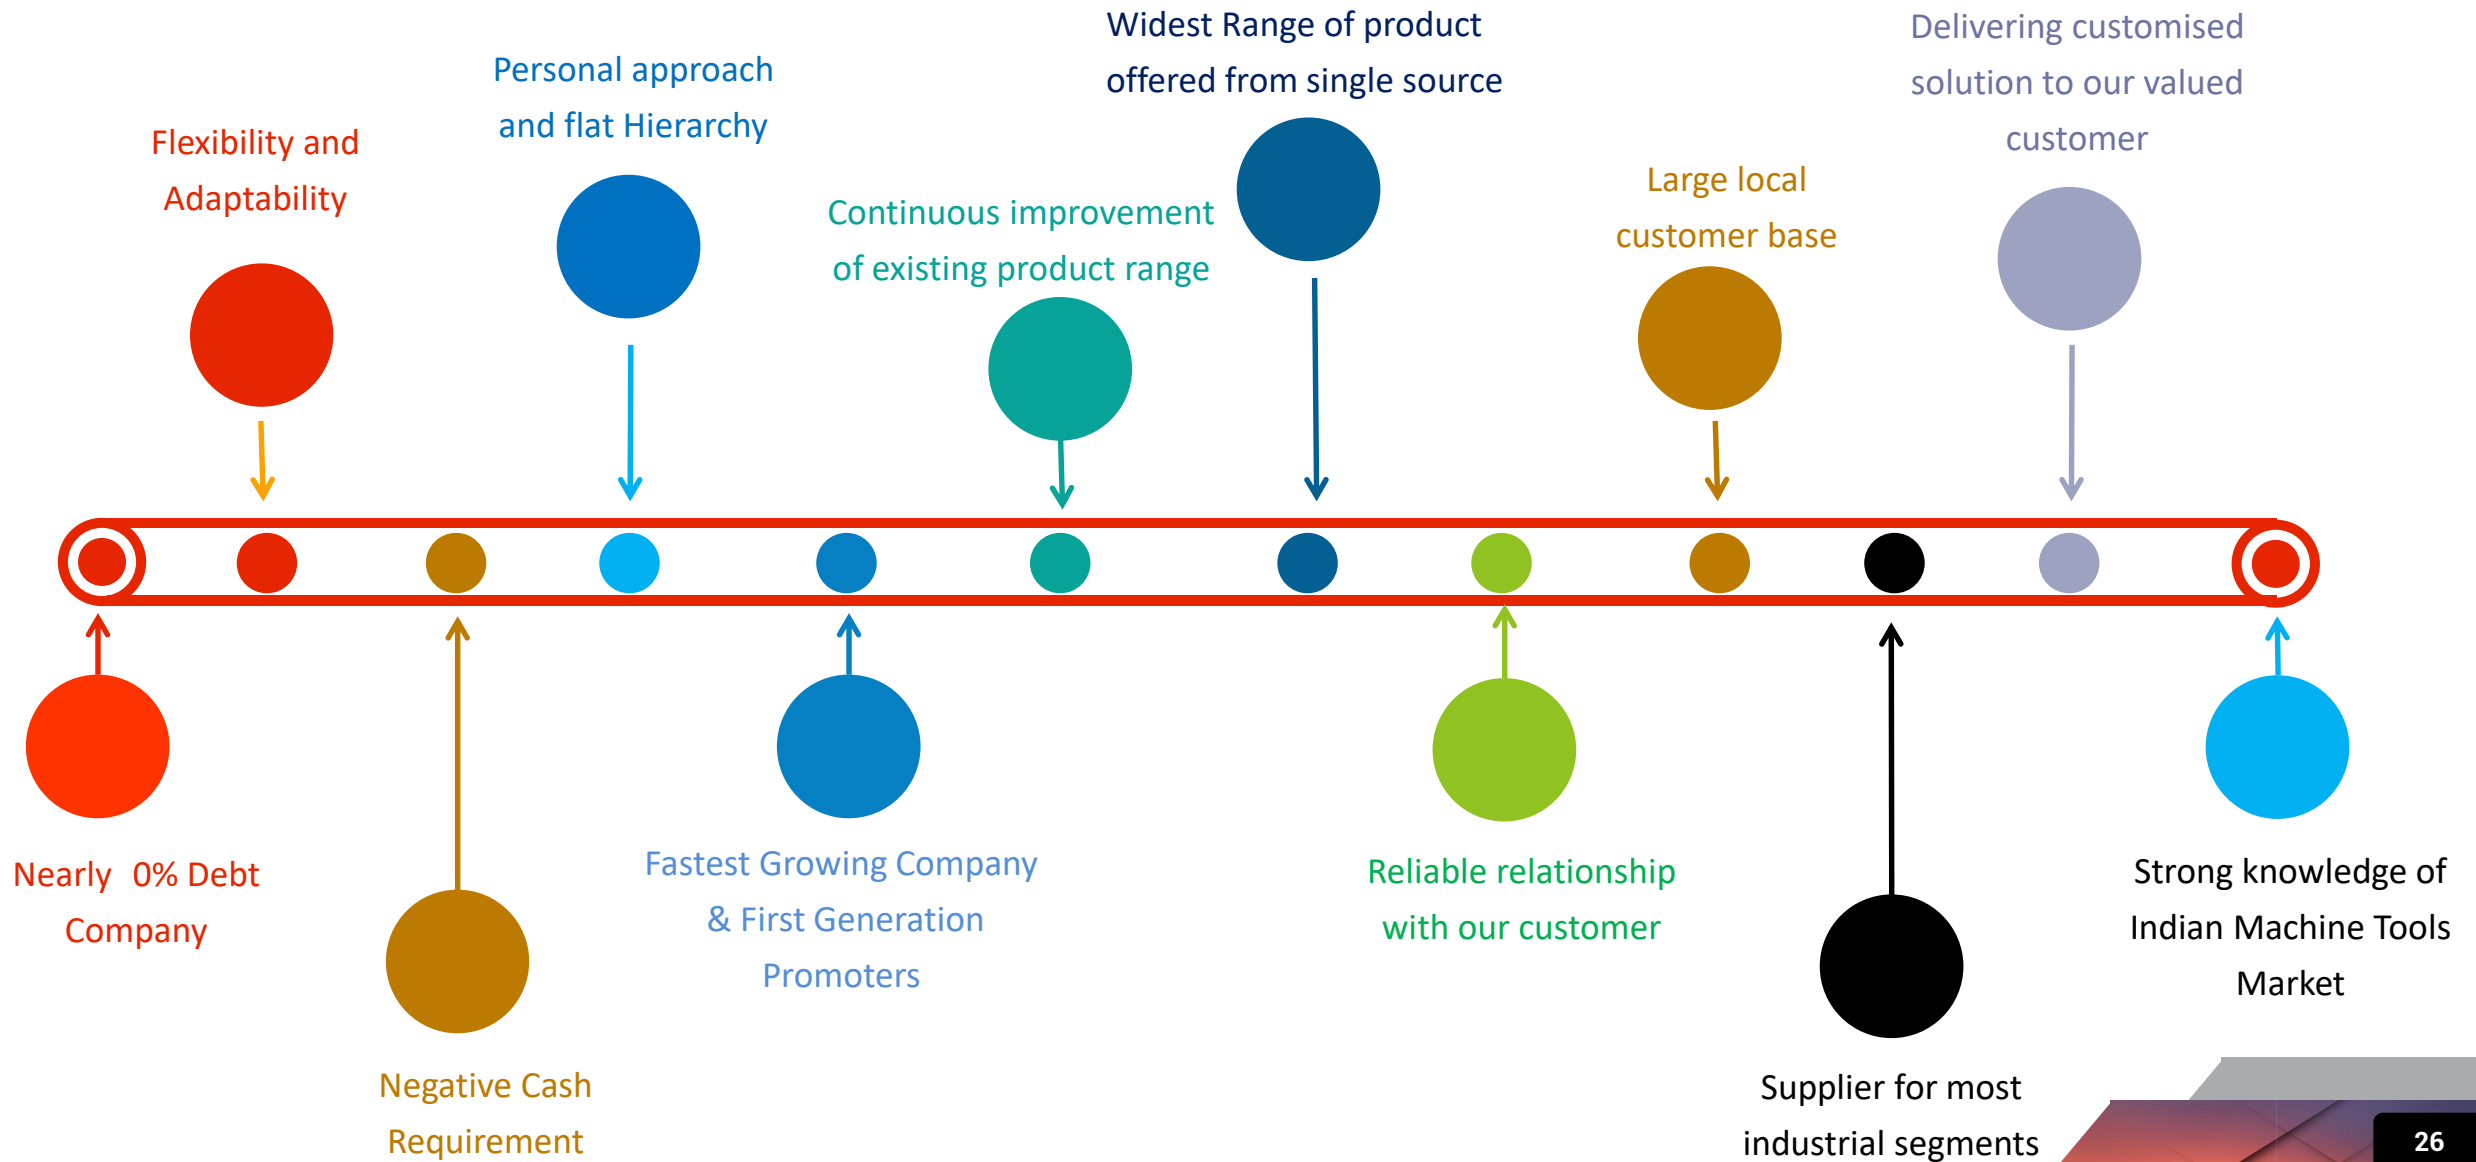 Widest Range of product
offered from single source
Delivering customised
solution to our valued
customer
Personal approach
and flat Hierarchy
Flexibility and
Adaptability
Large local
customer base
Continuous improvement
of existing product range
Nearly 0% Debt
Company
Fastest Growing Company
& First Generation
Promoters
Reliable relationship
with our customer
Strong knowledge of
Indian Machine Tools
Market
Negative Cash
Requirement
Supplier for most
industrial segments
26